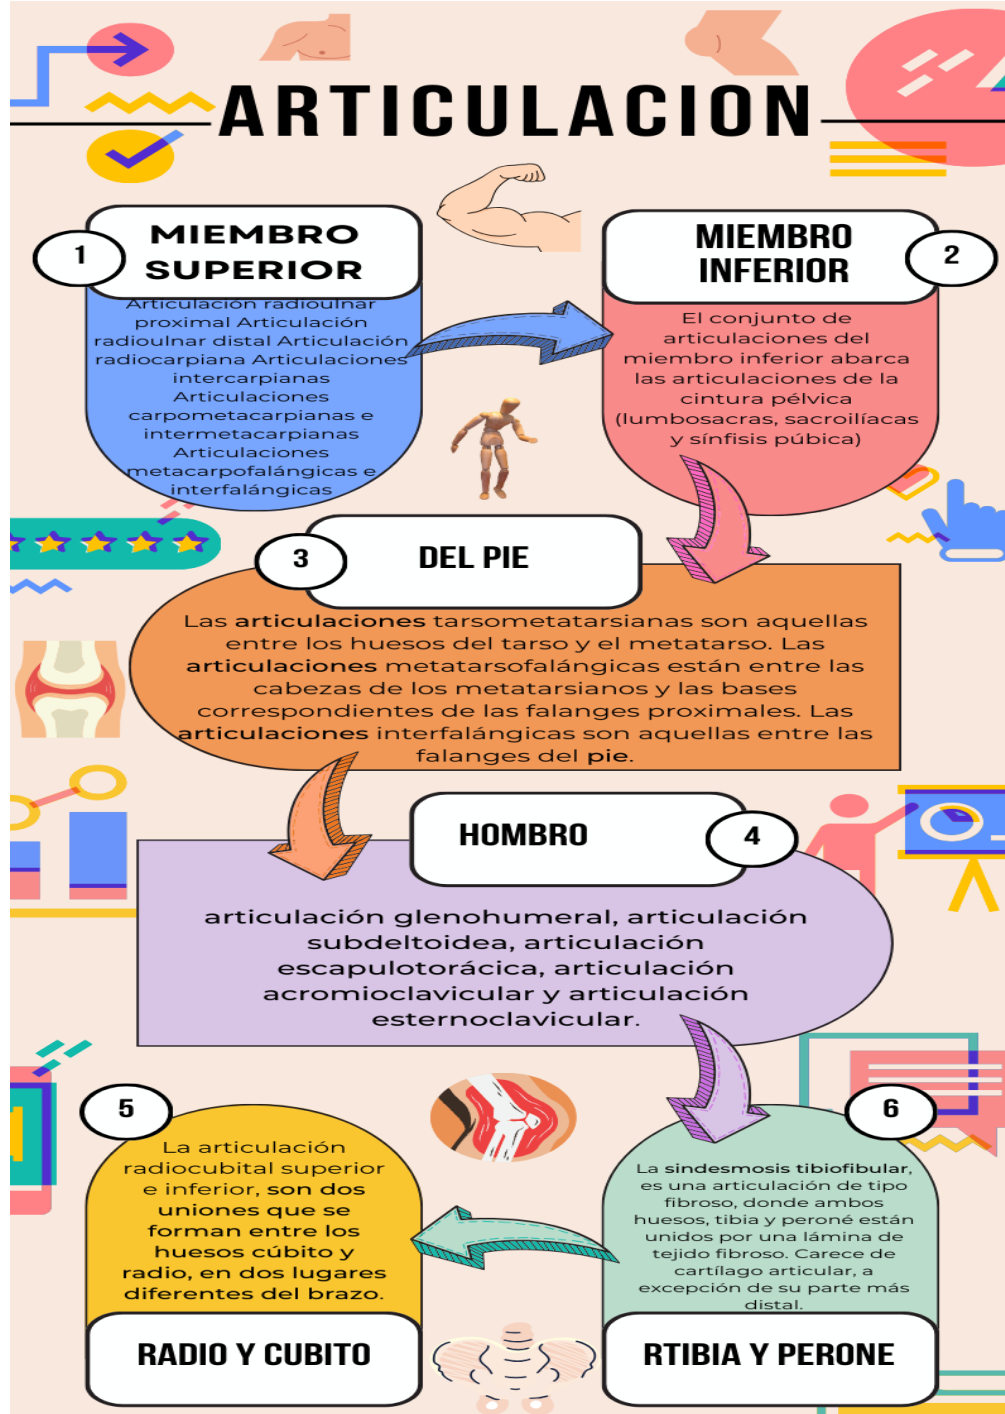 ARTICULACION
1
MIEMBRO
SUPERIOR
Articulación radioulnar
proximal Articulación
radioulnar distal Articulación
radiocarpiana Articulaciones
intercarpianas
Articulaciones
carpometacarpianas e
intermetacarpianas
Articulaciones
metacarpofalángicas e
interfalángicas
MIEMBRO
INFERIOR
2
El conjunto de
articulaciones del
miembro inferior abarca
las articulaciones de la
cintura pélvica
(lumbosacras, sacroilíacas
y sínfisis púbica)
3
DEL PIE
Las articulaciones tarsometatarsianas son aquellas
entre los huesos del tarso y el metatarso. Las
articulaciones metatarsofalángicas están entre las
cabezas de los metatarsianos y las bases
correspondientes de las falanges proximales. Las
articulaciones interfalángicas son aquellas entre las
falanges del pie.
HOMBRO
4
articulación glenohumeral, articulación
subdeltoidea, articulación
escapulotorácica, articulación
acromioclavicular y articulación
esternoclavicular.
5
La articulación
radiocubital superior
e inferior, son dos
uniones que se
forman entre los
huesos cúbito y
radio, en dos lugares
diferentes del brazo.
RADIO Y CUBITO
6
La sindesmosis tibiofibular,
es una articulación de tipo
fibroso, donde ambos
huesos, tibia y peroné están
unidos por una lámina de
tejido fibroso. Carece de
cartílago articular, a
excepción de su parte más
distal.
RTIBIA Y PERONE